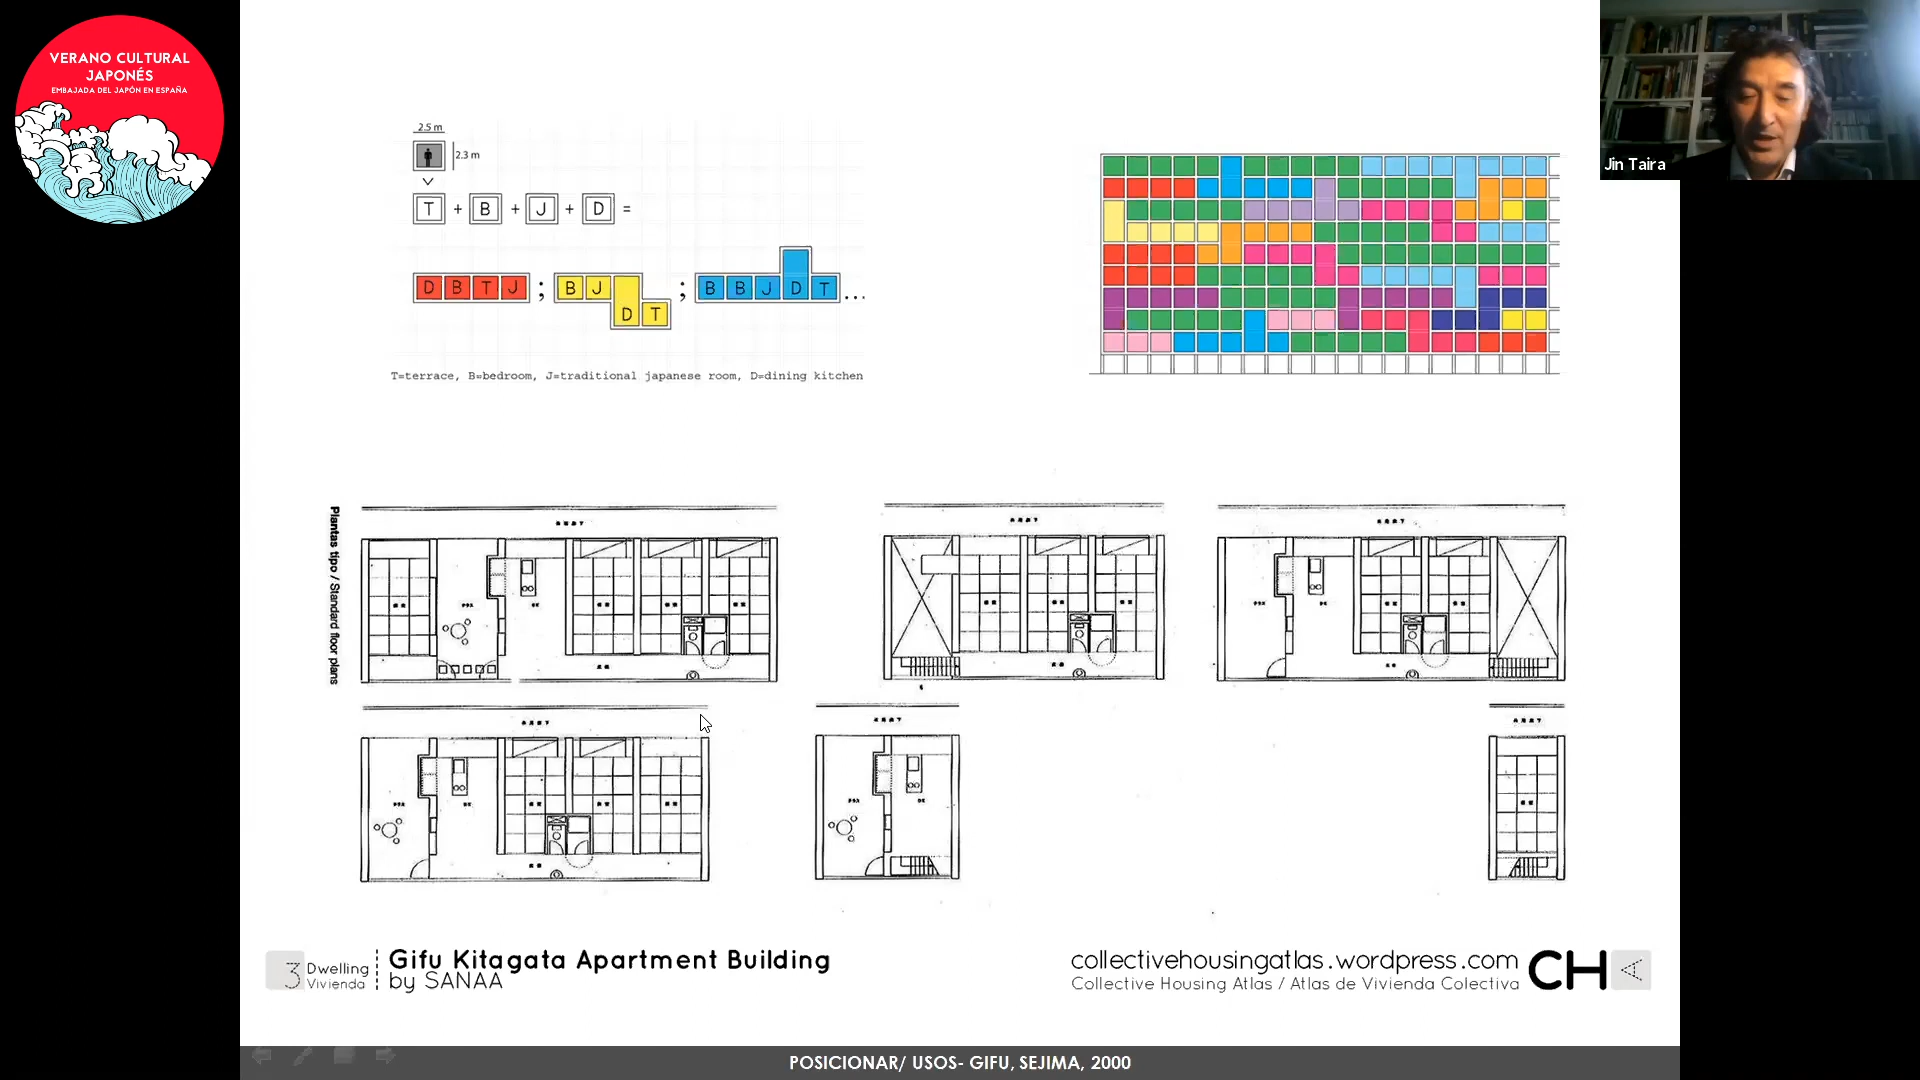 VERANO CULTURAL
JAPONÉS
EMBAJADA DEL JAPÓN EN ESPAÑA
Jin Taira
2.5 m
2.3 m
T + B + J + D =
D B T J ; B J D T ; B B J D T ...
T=terrace, B=bedroom, J=traditional japanese room, D=dining kitchen
Plantas tipo / Standard floor plans
3 Dwelling
Vivienda
Gifu Kitagata Apartment Building
by SANAA
collectivehousingatlas.wordpress.com
Collective Housing Atlas / Atlas de Vivienda Colectiva
CHA
POSICIONAR/ USOS- GIFU, SEJIMA, 2000